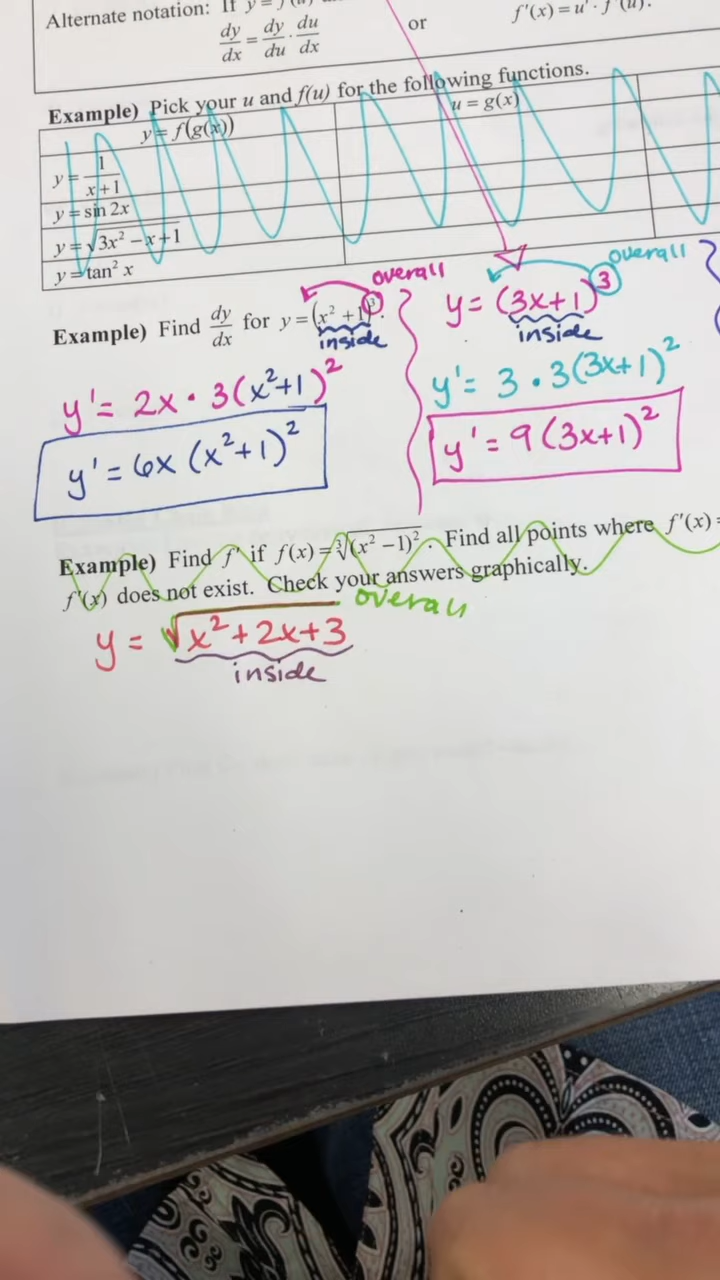 Alternate notation: If y = f(u)
dy/dx = dy/du · du/dx or f'(x) = u' · f'(u).
Example) Pick your u and f(u) for the following functions.
y = f(g(x)) u = g(x)
y = 1/(x+1)
y = sin 2x
y = √(3x² − x + 1)
y = tan² x
overall overall
Example) Find dy/dx for y = (x² + 1)³. y = (3x+1)³
inside inside
y' = 2x · 3(x²+1)² y' = 3 · 3(3x+1)²
y' = 6x (x²+1)² y' = 9(3x+1)²
Example) Find f' if f(x) = ∛((x² − 1)²). Find all points where f'(x) =
f'(x) does not exist. Check your answers graphically.
overall
y = √(x²+2x+3)
inside